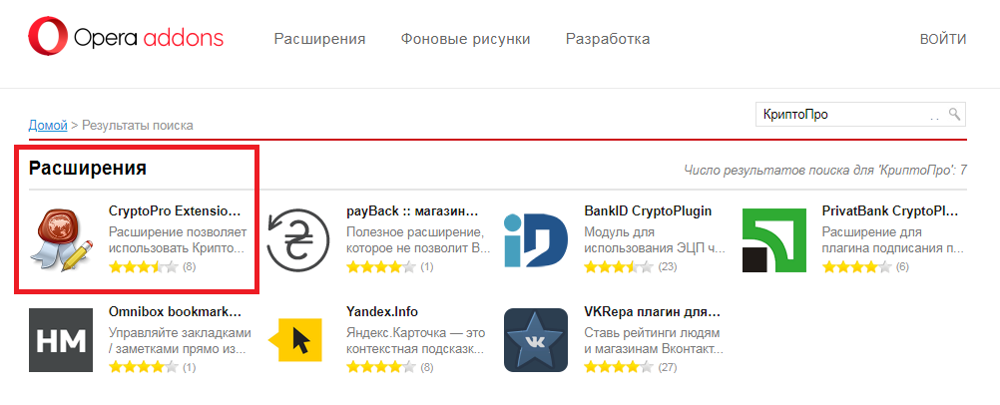 Opera addons
Расширения
Фоновые рисунки
Разработка
ВОЙТИ
Домой > Результаты поиска
КриптоПро
Расширения
Число результатов поиска для 'КриптоПро': 7
CryptoPro Extensio...
Расширение позволяет
использовать Крипто...
(8)
payBack :: магазин...
Полезное расширение,
которое не позволит В...
(1)
BankID CryptoPlugin
Модуль для
использования ЭЦП ч...
(23)
PrivatBank CryptoPl...
Расширение для
плагина подписания п...
(6)
HM
Omnibox bookmark...
Управляйте закладками
/ заметками прямо из...
(1)
Yandex.Info
Яндекс.Карточка — это
контекстная подсказк...
(8)
VKRepa плагин для...
Ставь рейтинги людям
и магазинам Вконтакт...
(27)